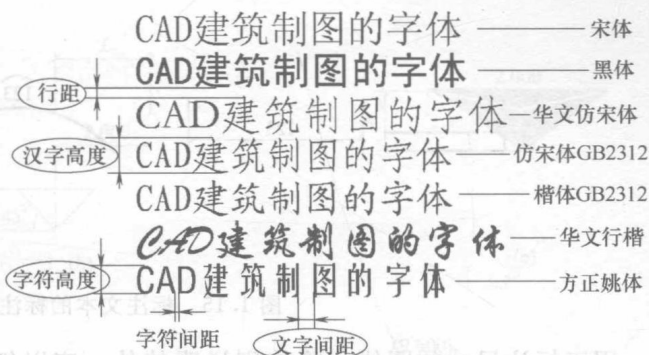 CAD建筑制图的字体 宋体
CAD建筑制图的字体 黑体
行距
CAD建筑制图的字体 华文仿宋体
汉字高度
CAD建筑制图的字体 仿宋体GB2312
CAD建筑制图的字体 楷体GB2312
CAD建筑制图的字体 华文行楷
字符高度
CAD建筑制图的字体 方正姚体
字符间距 文字间距